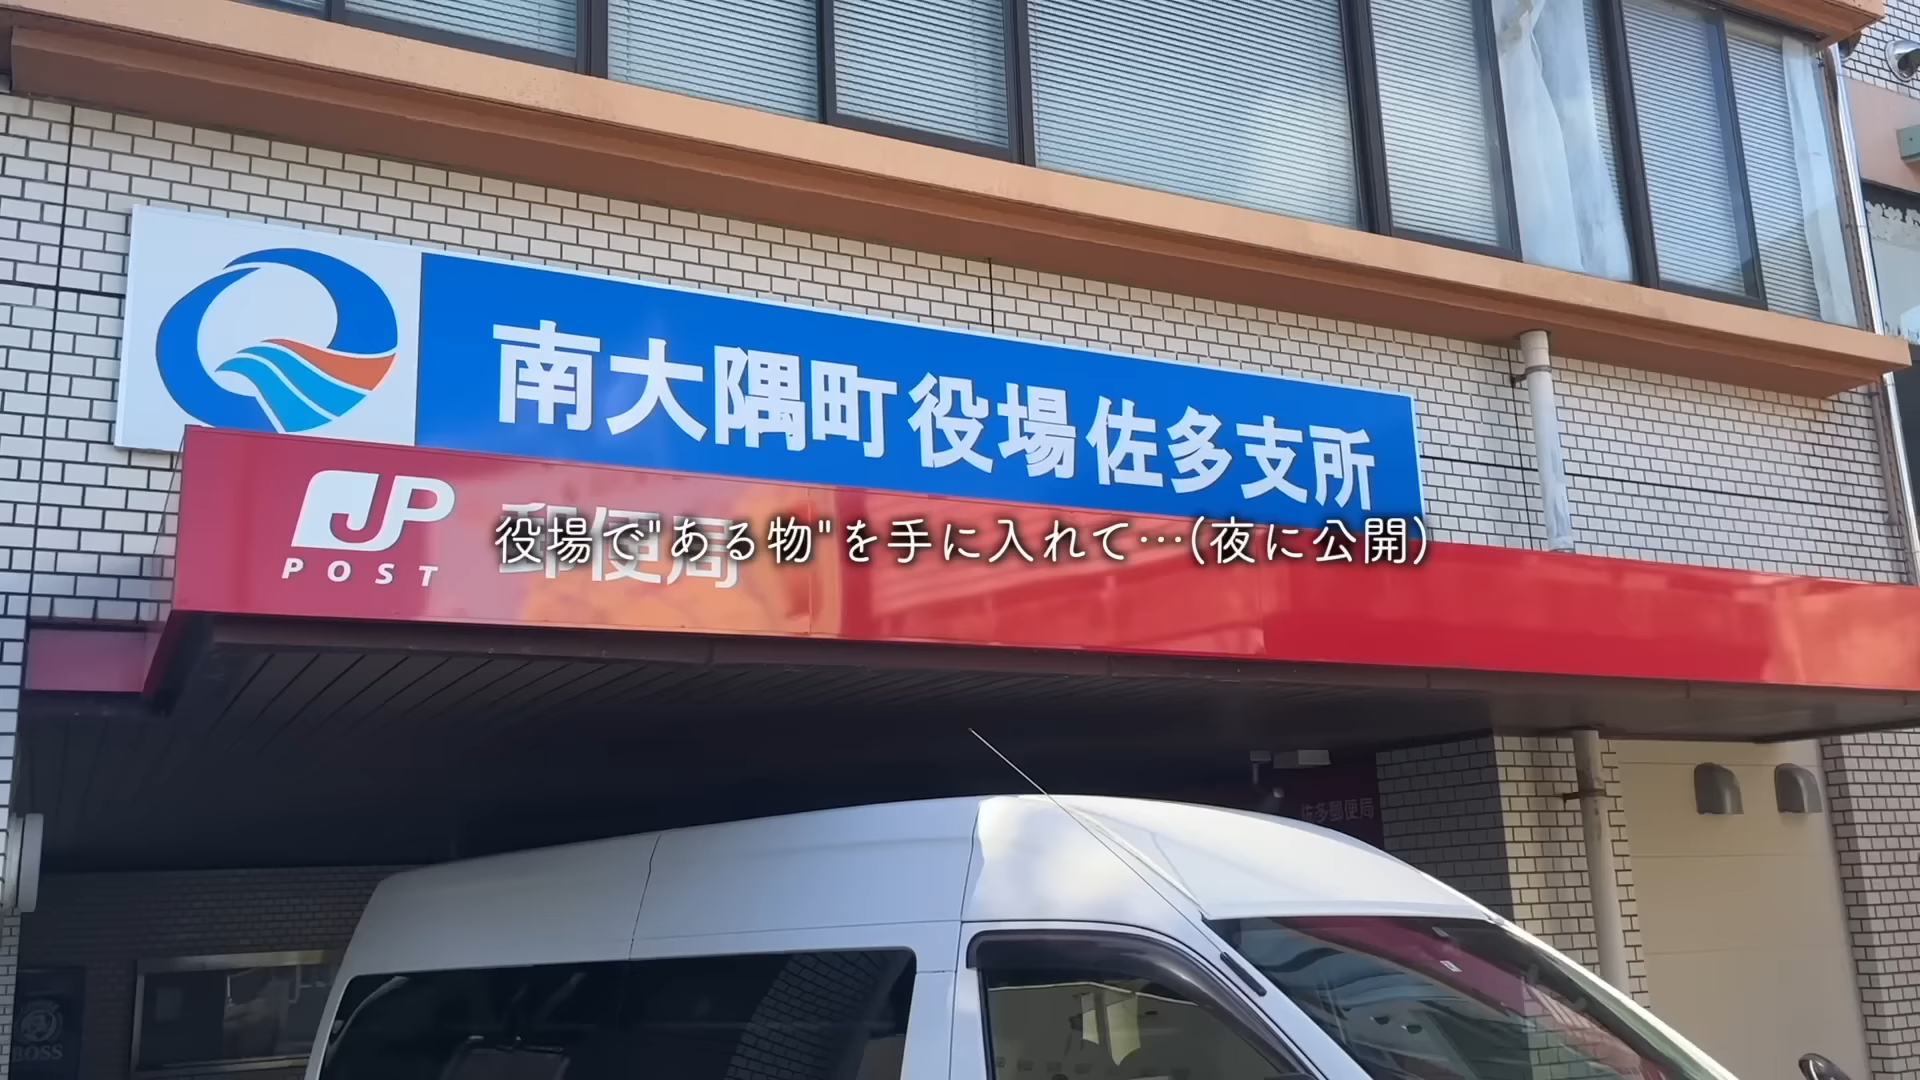 南大隅町役場佐多支所
JP
POST
郵便局
役場で"ある物"を手に入れて…(夜に公開)
佐多郵便局
BOSS